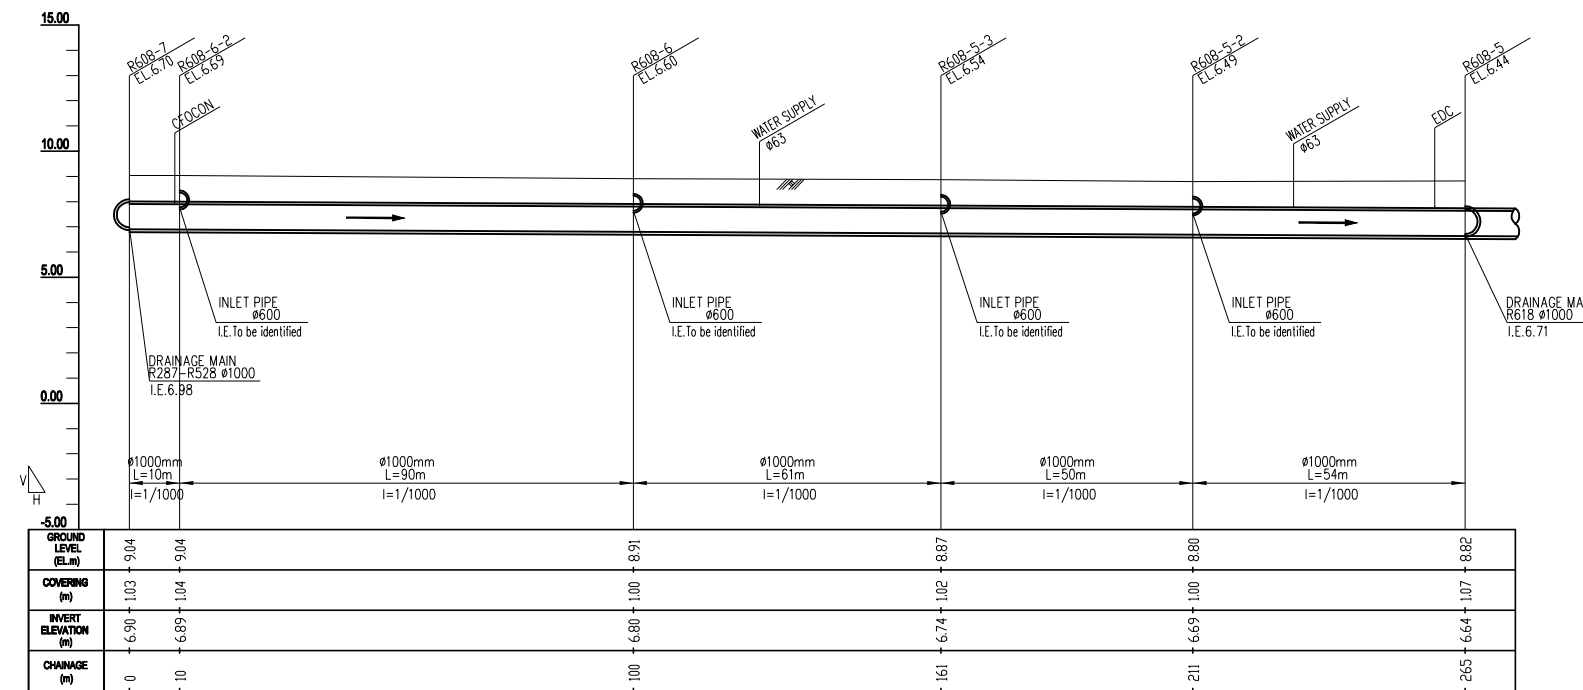 15.00
10.00
5.00
0.00
-5.00
R608-7
EL.6.70
R608-6-2
EL.6.69
R608-6
EL.6.60
R608-5-3
EL.6.54
R608-5-2
EL.6.49
R608-5
EL.6.44
CFOCON
WATER SUPPLY
ø63
WATER SUPPLY
ø63
EDC
INLET PIPE
ø600
I.E.To be identified
INLET PIPE
ø600
I.E.To be identified
INLET PIPE
ø600
I.E.To be identified
INLET PIPE
ø600
I.E.To be identified
DRAINAGE MA
R618 ø1000
I.E.6.71
DRAINAGE MAIN
R287-R528 ø1000
I.E.6.98
V
H
ø1000mm
L=10m
I=1/1000
ø1000mm
L=90m
I=1/1000
ø1000mm
L=61m
I=1/1000
ø1000mm
L=50m
I=1/1000
ø1000mm
L=54m
I=1/1000
GROUND
LEVEL
(EL.m)
9.04 9.04 8.91 8.87 8.80 8.82
COVERING
(m)
1.03 1.04 1.00 1.02 1.00 1.07
INVERT
ELEVATION
(m)
6.90 6.89 6.80 6.74 6.69 6.64
CHAINAGE
(m)
0 10 100 161 211 265